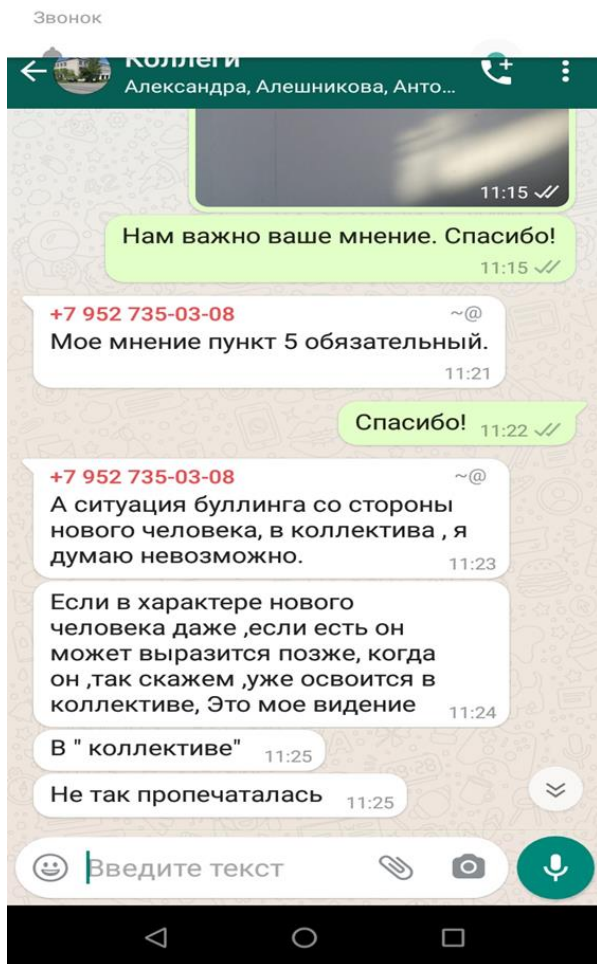 Звонок
Коллеги
Александра, Алешникова, Анто...
11:15
Нам важно ваше мнение. Спасибо!
11:15
+7 952 735-03-08 ~@
Мое мнение пункт 5 обязательный.
11:21
Спасибо! 11:22
+7 952 735-03-08 ~@
А ситуация буллинга со стороны
нового человека, в коллектива , я
думаю невозможно. 11:23
Если в характере нового
человека даже ,если есть он
может выразится позже, когда
он ,так скажем ,уже освоится в
коллективе, Это мое видение 11:24
В " коллективе" 11:25
Не так пропечаталась 11:25
Введите текст